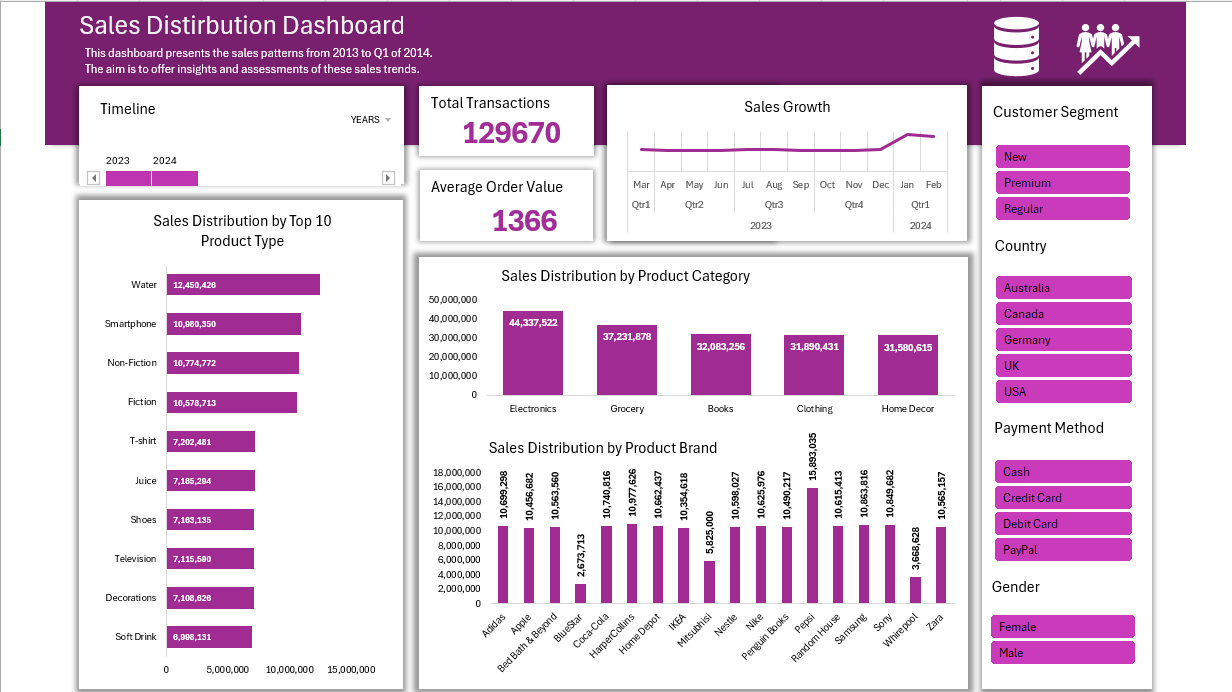 Sales Distirbution Dashboard
This dashboard presents the sales patterns from 2013 to Q1 of 2014.
The aim is to offer insights and assessments of these sales trends.
Timeline
YEARS
2023 2024
Total Transactions
129670
Average Order Value
1366
Sales Growth
Mar Apr May Jun Jul Aug Sep Oct Nov Dec Jan Feb
Qtr1 Qtr2 Qtr3 Qtr4 Qtr1
2023 2024
Sales Distribution by Top 10
Product Type
Water 12,450,426
Smartphone 10,980,350
Non-Fiction 10,774,772
Fiction 10,578,713
T-shirt 7,202,481
Juice 7,185,294
Shoes 7,163,135
Television 7,115,590
Decorations 7,108,626
Soft Drink 6,998,131
0 5,000,000 10,000,000 15,000,000
Sales Distribution by Product Category
50,000,000
40,000,000
30,000,000
20,000,000
10,000,000
0
44,337,522 37,231,878 32,083,256 31,890,431 31,580,615
Electronics Grocery Books Clothing Home Decor
Sales Distribution by Product Brand
18,000,000
16,000,000
14,000,000
12,000,000
10,000,000
8,000,000
6,000,000
4,000,000
2,000,000
0
10,699,298 10,456,682 10,563,560 2,673,713 10,740,816 10,977,626 10,662,437 10,354,618 5,825,000 10,598,027 10,625,976 10,490,217 15,893,035 10,615,413 10,863,816 10,849,682 3,668,628 10,565,157
Adidas Apple Bed Bath & Beyond BlueStar Coca-Cola HarperCollins Home Depot IKEA Mitsubhisi Nestle Nike Penguin Books Pepsi Random House Samsung Sony Whirepool Zara
Customer Segment
New
Premium
Regular
Country
Australia
Canada
Germany
UK
USA
Payment Method
Cash
Credit Card
Debit Card
PayPal
Gender
Female
Male